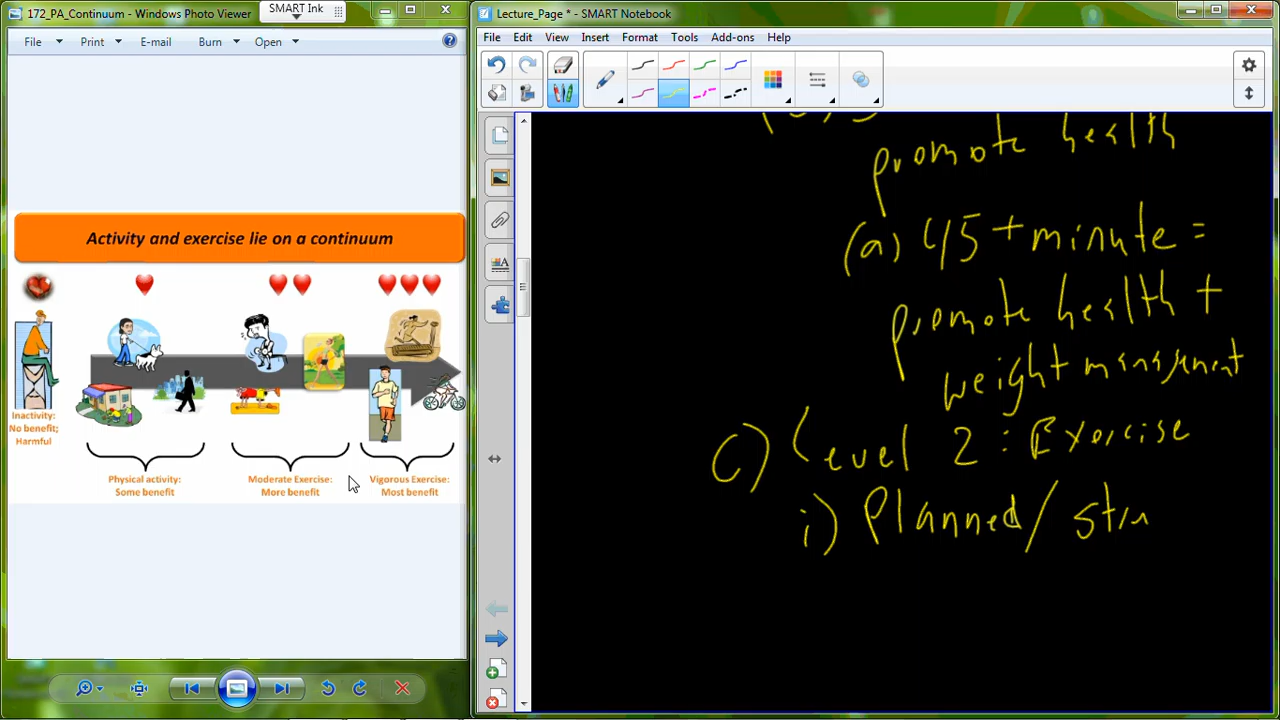 172_PA_Continuum - Windows Photo Viewer
SMART Ink
File Print E-mail Burn Open
Activity and exercise lie on a continuum
Inactivity:
No benefit;
Harmful
Physical activity:
Some benefit
Moderate Exercise:
More benefit
Vigorous Exercise:
Most benefit
Lecture_Page * - SMART Notebook
File Edit View Insert Format Tools Add-ons Help
promote health
(a) 45+ minute =
promote health +
weight management
C) Level 2 : Exercise
i) Planned/